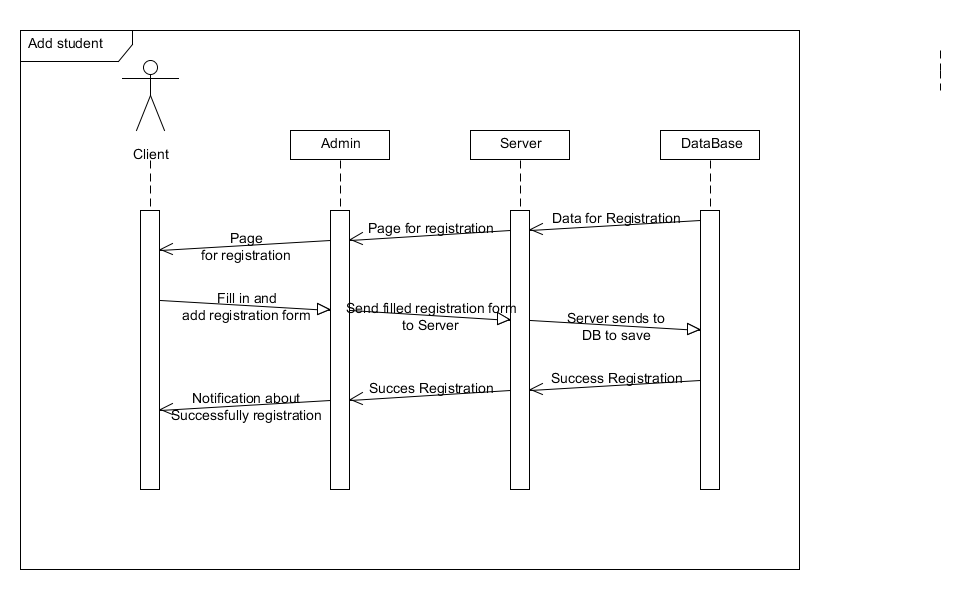 Add student
Client
Admin
Server
DataBase
Data for Registration
Page for registration
Page
for registration
Fill in and
add registration form
Send filled registration form
to Server
Server sends to
DB to save
Success Registration
Succes Registration
Notification about
Successfully registration